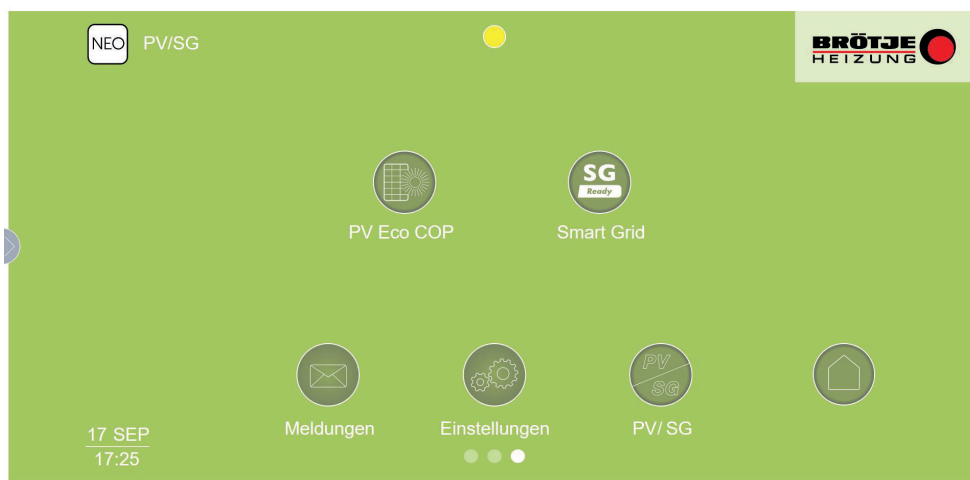 NEO PV/SG
BRÖTJE
HEIZUNG
SG
Ready
PV Eco COP
Smart Grid
PV
SG
Meldungen
Einstellungen
PV/ SG
17 SEP
17:25